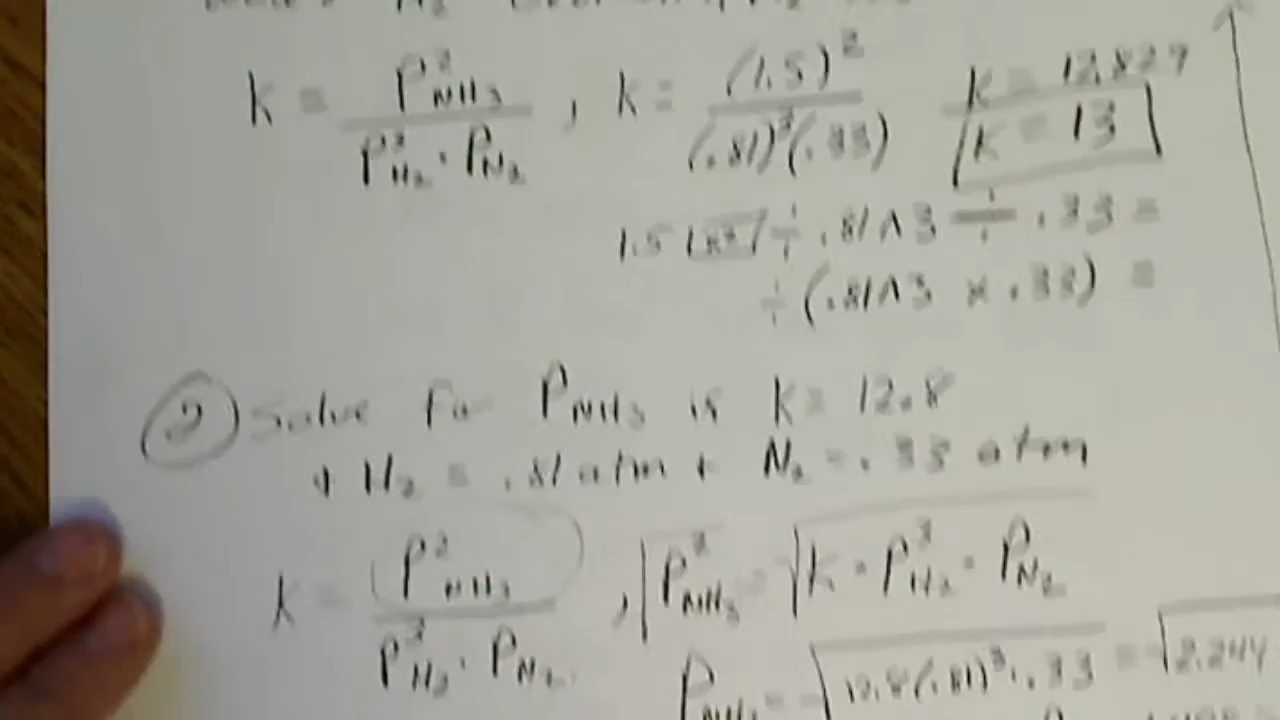 k = P²NH₃ / P³H₂ · PN₂ , k = (1.5)² / (.81)³(.33)
k = 12.829
k = 13
1.5 x² ÷ .81 ^ 3 ÷ .33 =
÷ (.81 ^ 3 x .33) =
② Solve for PNH₃ is k = 12.8
+ H₂ = .81 atm + N₂ = .33 atm
k = P²NH₃ / P³H₂ · PN₂ , √P²NH₃ = √k · P³H₂ · PN₂
PNH₃ = √12.8(.81)³ · .33 = √2.244